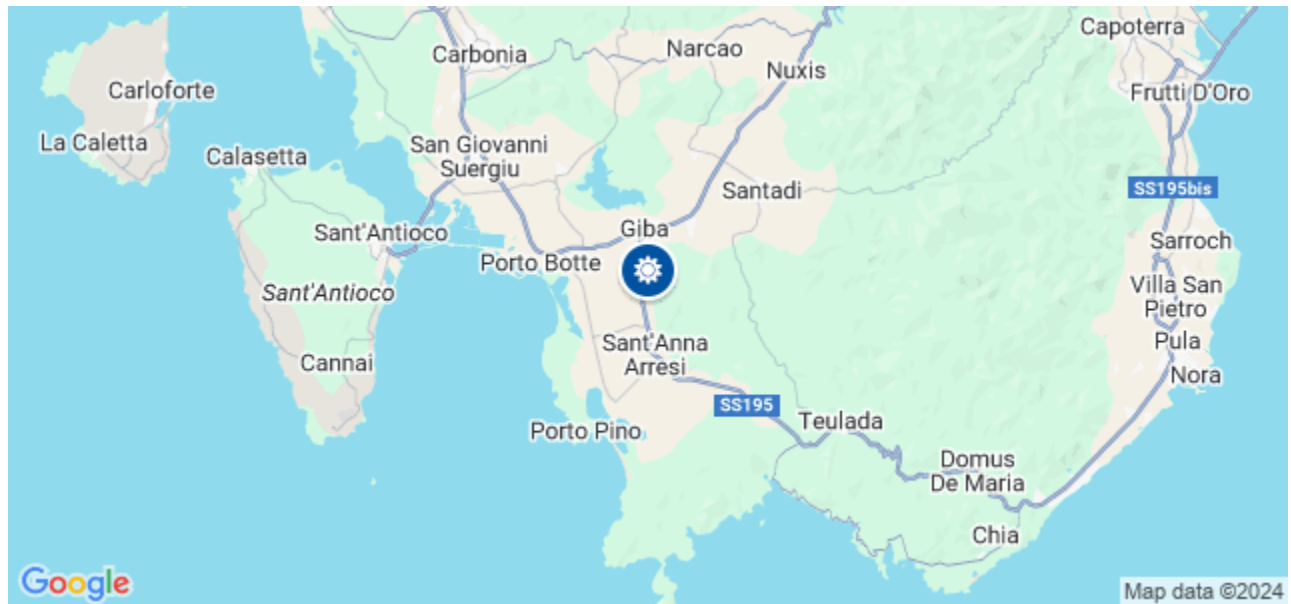 Capoterra
Carbonia
Narcao
Nuxis
Carloforte
Frutti D'Oro
La Caletta
Calasetta
San Giovanni
Suergiu
Santadi
SS195bis
Sant'Antioco
Giba
Sarroch
Porto Botte
Sant'Antioco
Villa San
Pietro
Sant'Anna
Arresi
Pula
Cannai
Nora
SS195
Teulada
Porto Pino
Domus
De Maria
Chia
Google
Map data ©2024